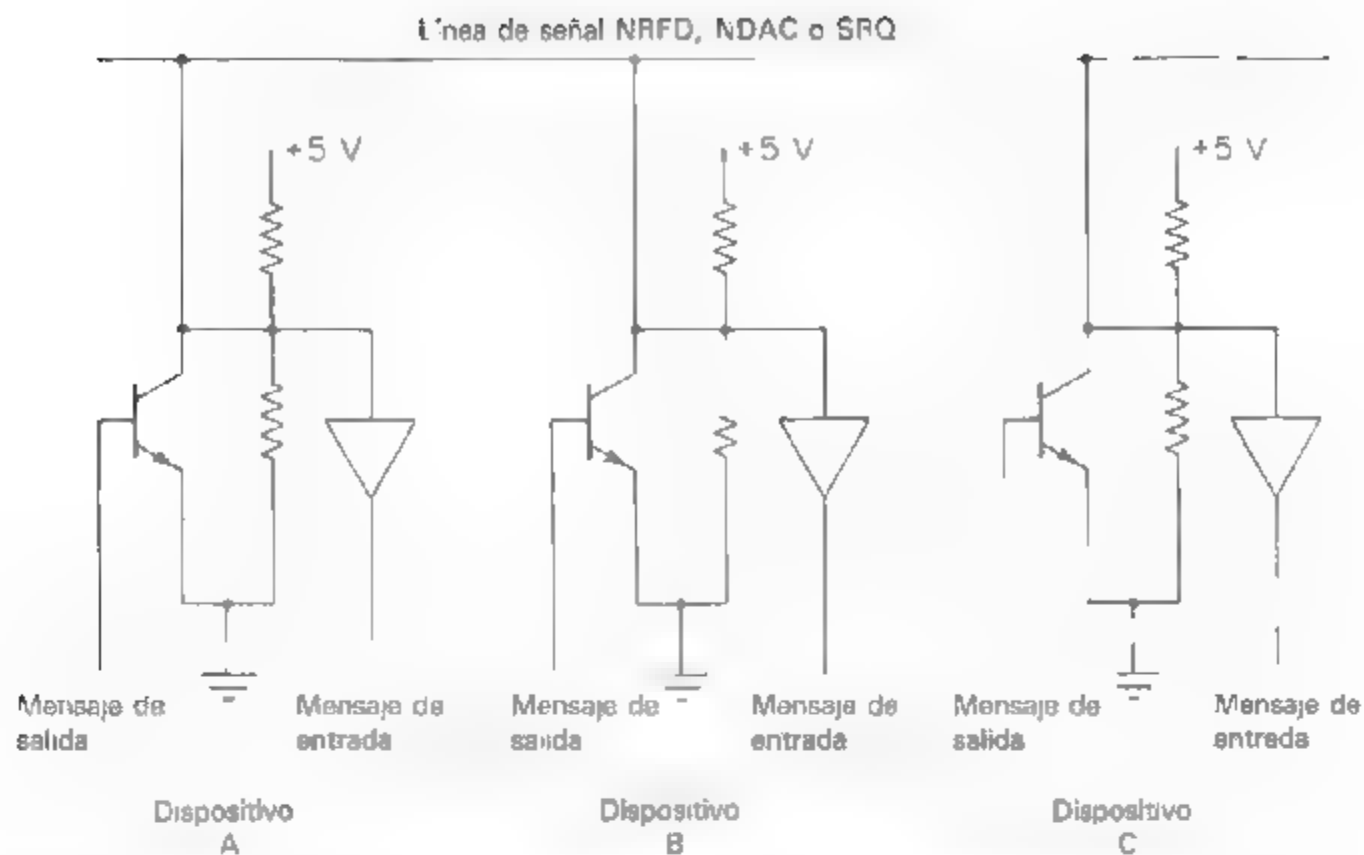 Línea de señal NRFD, NDAC o SRQ
+5 V
+5 V
+5 V
Mensaje de salida
Mensaje de entrada
Mensaje de salida
Mensaje de entrada
Mensaje de salida
Mensaje de entrada
Dispositivo A
Dispositivo B
Dispositivo C